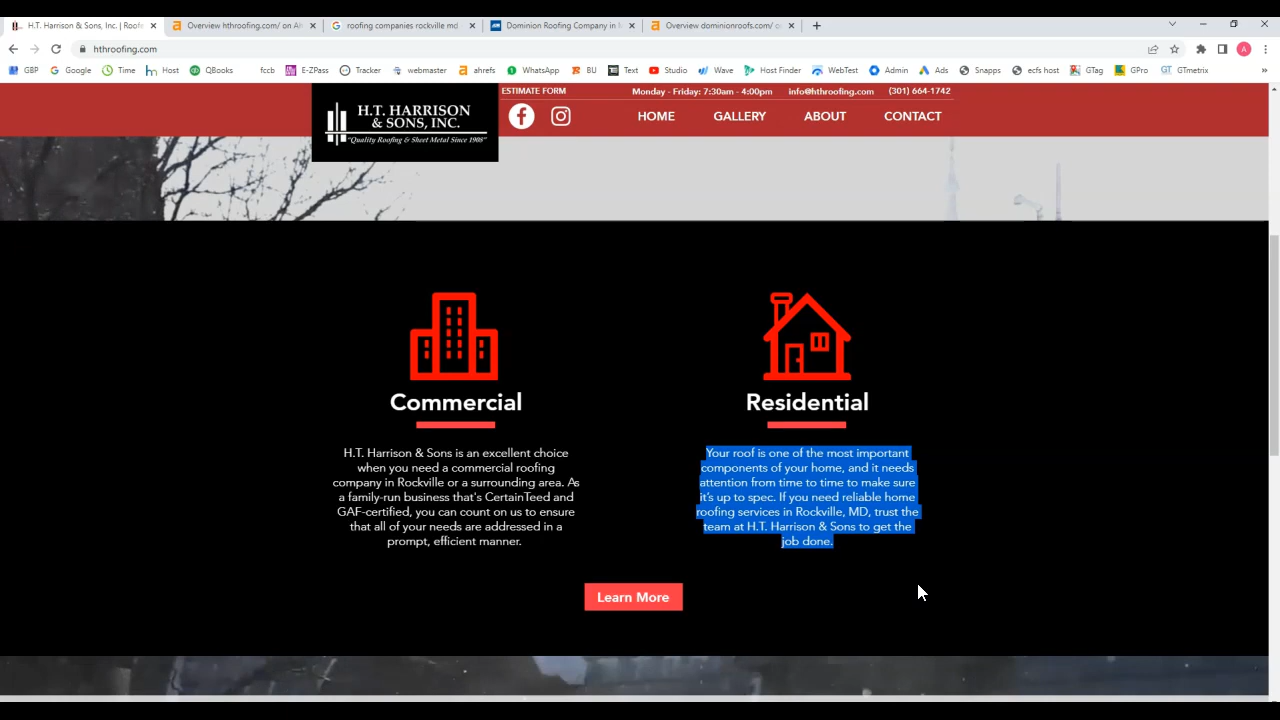 H.T. Harrison & Sons, Inc. | Roof
Overview hthroofing.com/ on Ah
roofing companies rockville md
Dominion Roofing Company in
Overview dominionroofs.com/
hthroofing.com
GBP
Google
Time
Host
QBooks
fccb
E-ZPass
Tracker
webmaster
ahrefs
WhatsApp
BU
Text
Studio
Wave
Host Finder
WebTest
Admin
Ads
Snapps
ecfs host
GTag
GPro
GTmetrix
H.T. HARRISON
& SONS, INC.
"Quality Roofing & Sheet Metal Since 1908"
ESTIMATE FORM
Monday - Friday: 7:30am - 4:00pm
info@hthroofing.com
(301) 664-1742
HOME
GALLERY
ABOUT
CONTACT
Commercial
H.T. Harrison & Sons is an excellent choice
when you need a commercial roofing
company in Rockville or a surrounding area. As
a family-run business that's CertainTeed and
GAF-certified, you can count on us to ensure
that all of your needs are addressed in a
prompt, efficient manner.
Residential
Your roof is one of the most important
components of your home, and it needs
attention from time to time to make sure
it's up to spec. If you need reliable home
roofing services in Rockville, MD, trust the
team at H.T. Harrison & Sons to get the
job done.
Learn More